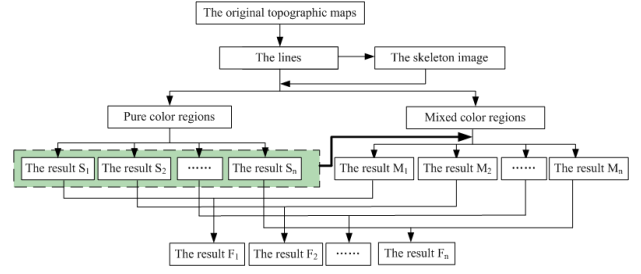 The original topographic maps
The lines
The skeleton image
Pure color regions
Mixed color regions
The result S₁
The result S₂
......
The result Sₙ
The result M₁
The result M₂
......
The result Mₙ
The result F₁
The result F₂
......
The result Fₙ